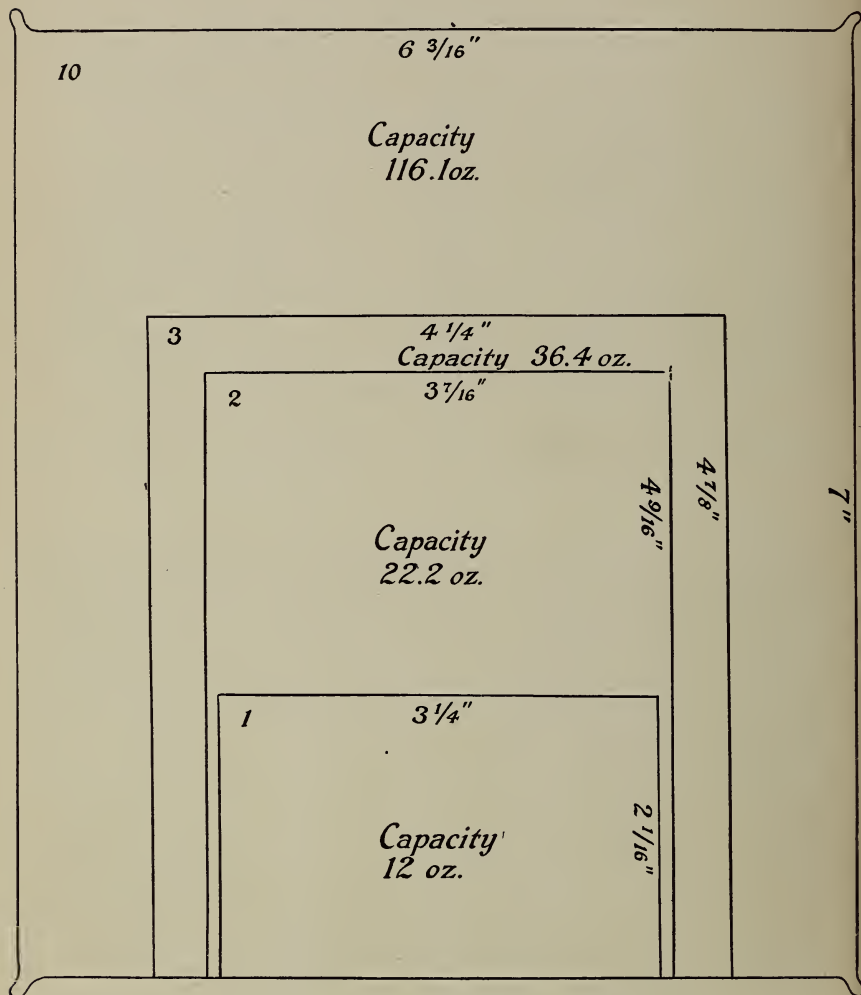 6 3/16"
10
Capacity
116.1oz.
3
4 1/4"
Capacity 36.4 oz.
2
3 7/16"
4 9/16"
4 7/8"
7"
Capacity
22.2 oz.
1
3 1/4"
Capacity
12 oz.
2 1/16"